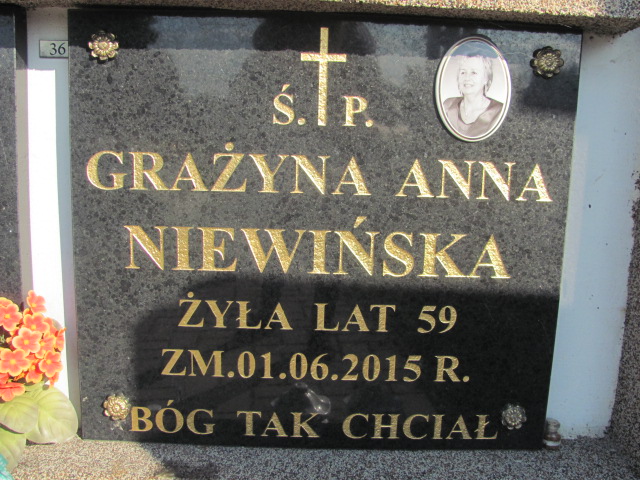 36
Ś. P.
GRAŻYNA ANNA
NIEWIŃSKA
ŻYŁA LAT 59
ZM.01.06.2015 R.
BÓG TAK CHCIAŁ